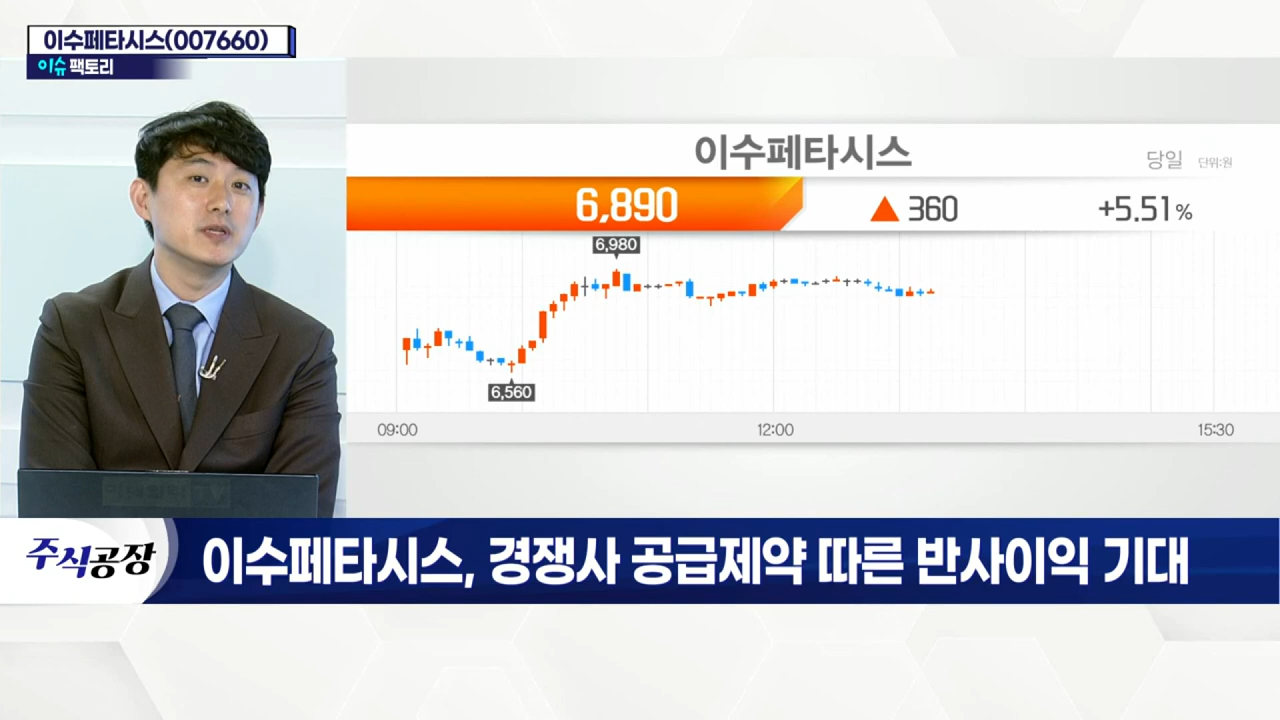 이수페타시스(007660)
이슈 팩토리
이수페타시스
당일 단위:원
6,890 ▲ 360 +5.51%
6,980
6,560
09:00 12:00 15:30
주식공장
이수페타시스, 경쟁사 공급제약 따른 반사이익 기대